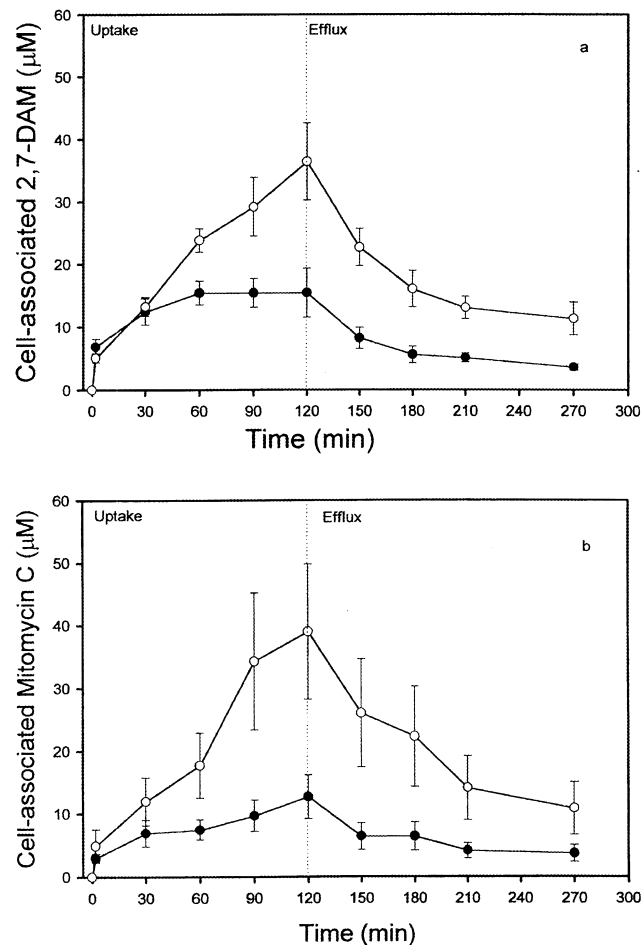 60
Uptake
Efflux
a
50
40
30
20
10
0
Cell-associated 2,7-DAM (μM)
0 30 60 90 120 150 180 210 240 270 300
Time (min)
60
Uptake
Efflux
b
50
40
30
20
10
0
Cell-associated Mitomycin C (μM)
0 30 60 90 120 150 180 210 240 270 300
Time (min)